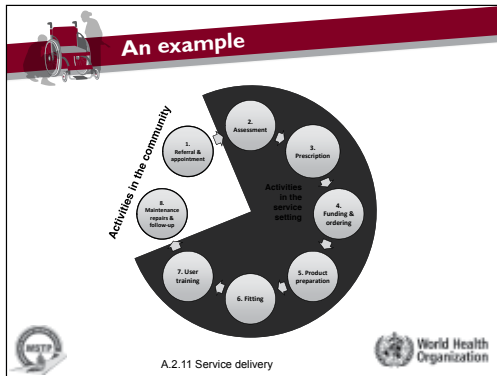 An example
Activities in the community
1.
Referral &
appointment
2.
Assessment
3.
Prescription
4.
Funding &
ordering
5. Product
preparation
6. Fitting
7. User
training
8.
Maintenance
repairs &
follow-up
Activities
in the
service
setting
MSTP
A.2.11 Service delivery
World Health
Organization